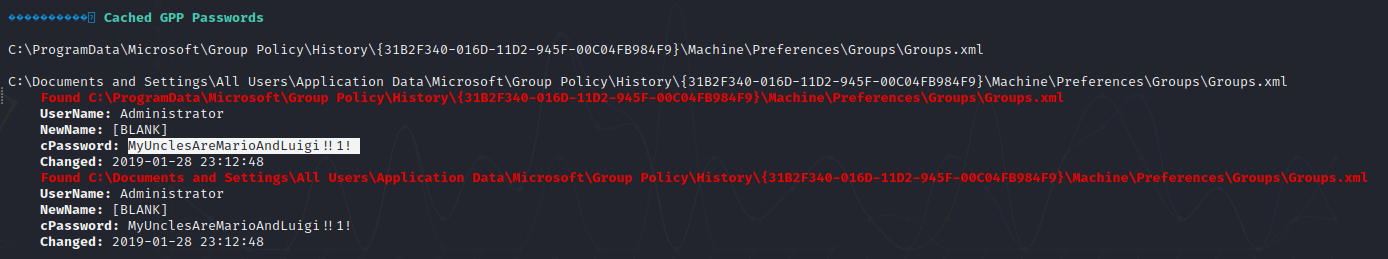 ������������ Cached GPP Passwords
C:\ProgramData\Microsoft\Group Policy\History\{31B2F340-016D-11D2-945F-00C04FB984F9}\Machine\Preferences\Groups\Groups.xml
C:\Documents and Settings\All Users\Application Data\Microsoft\Group Policy\History\{31B2F340-016D-11D2-945F-00C04FB984F9}\Machine\Preferences\Groups\Groups.xml
Found C:\ProgramData\Microsoft\Group Policy\History\{31B2F340-016D-11D2-945F-00C04FB984F9}\Machine\Preferences\Groups\Groups.xml
UserName: Administrator
NewName: [BLANK]
cPassword: MyUnclesAreMarioAndLuigi!!1!
Changed: 2019-01-28 23:12:48
Found C:\Documents and Settings\All Users\Application Data\Microsoft\Group Policy\History\{31B2F340-016D-11D2-945F-00C04FB984F9}\Machine\Preferences\Groups\Groups.xml
UserName: Administrator
NewName: [BLANK]
cPassword: MyUnclesAreMarioAndLuigi!!1!
Changed: 2019-01-28 23:12:48